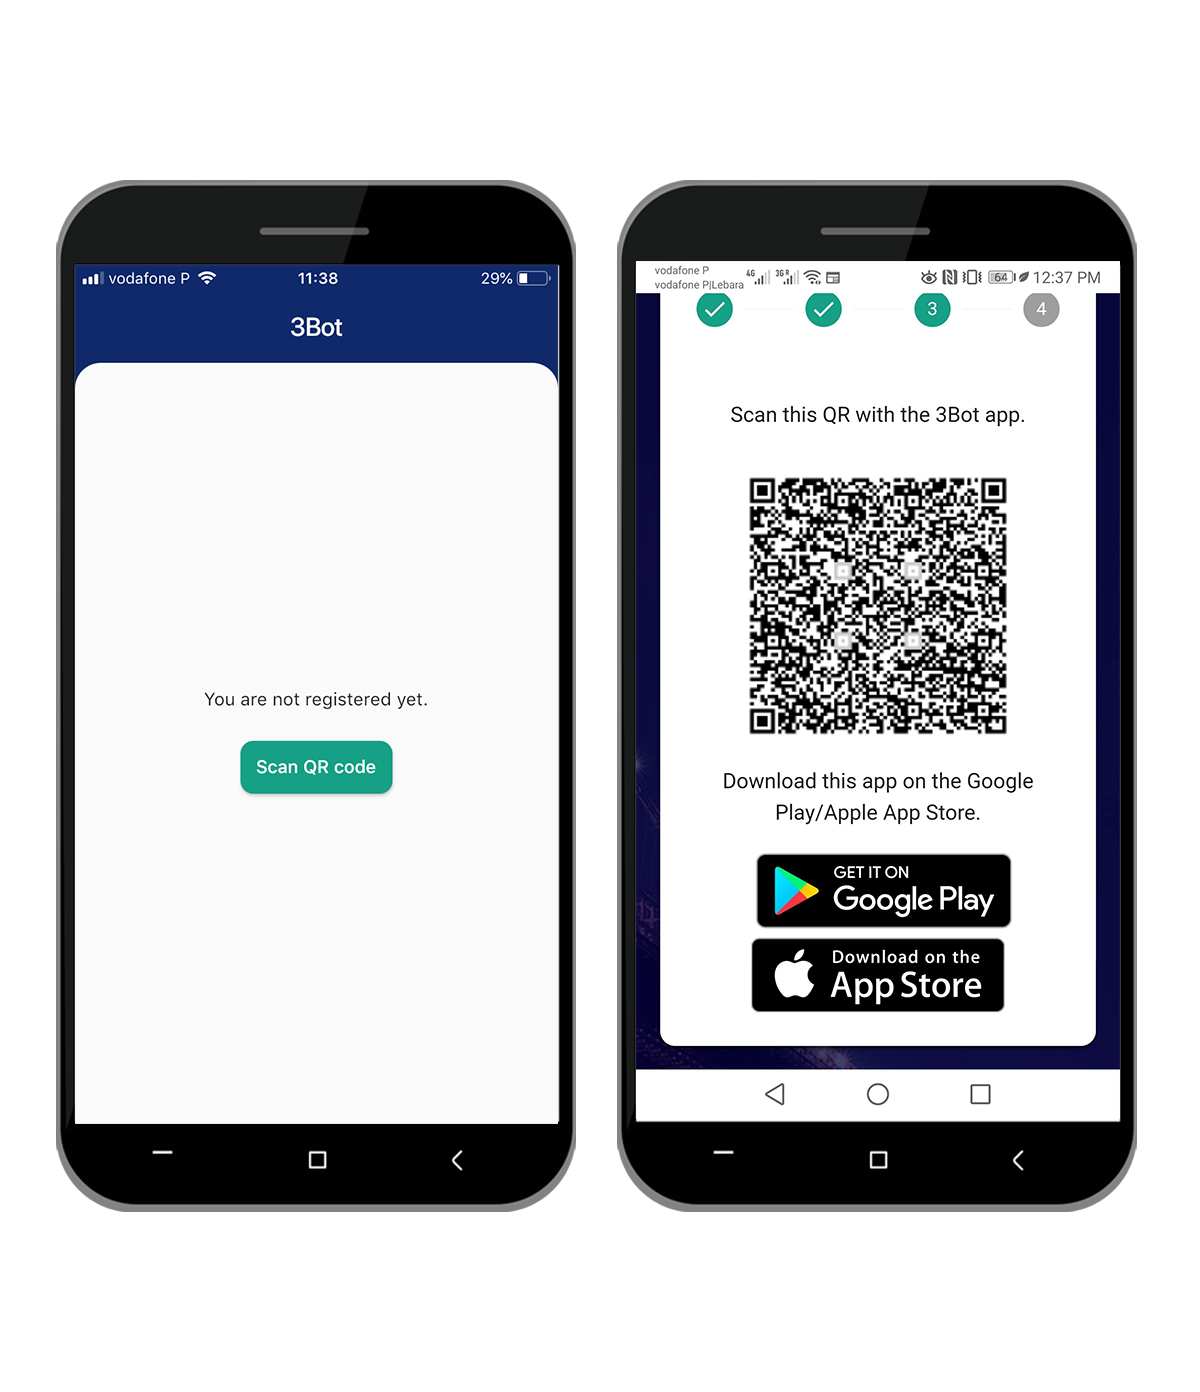 vodafone P
11:38
29%
3Bot
You are not registered yet.
Scan QR code
vodafone P
vodafone P|Lebara
4G
3G R
64
12:37 PM
3
4
Scan this QR with the 3Bot app.
Download this app on the Google
Play/Apple App Store.
GET IT ON
Google Play
Download on the
App Store